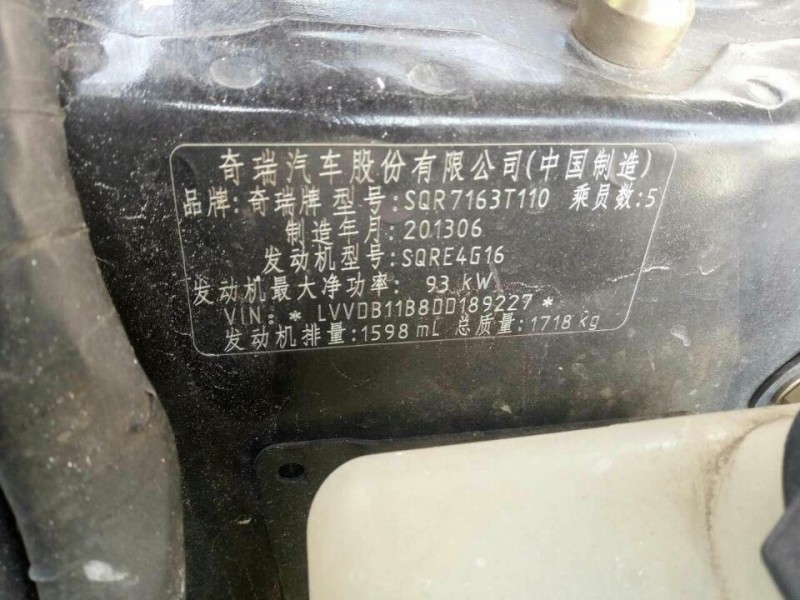 奇瑞汽车股份有限公司(中国制造)
品牌:奇瑞牌 型号:SQR7163T110 乘员数:5
制造年月:201306
发动机型号:SQRE4G16
发动机最大净功率: 93 kW
VIN: * LVVDB11B8DD189227 *
发动机排量:1598 mL 总质量:1718 kg